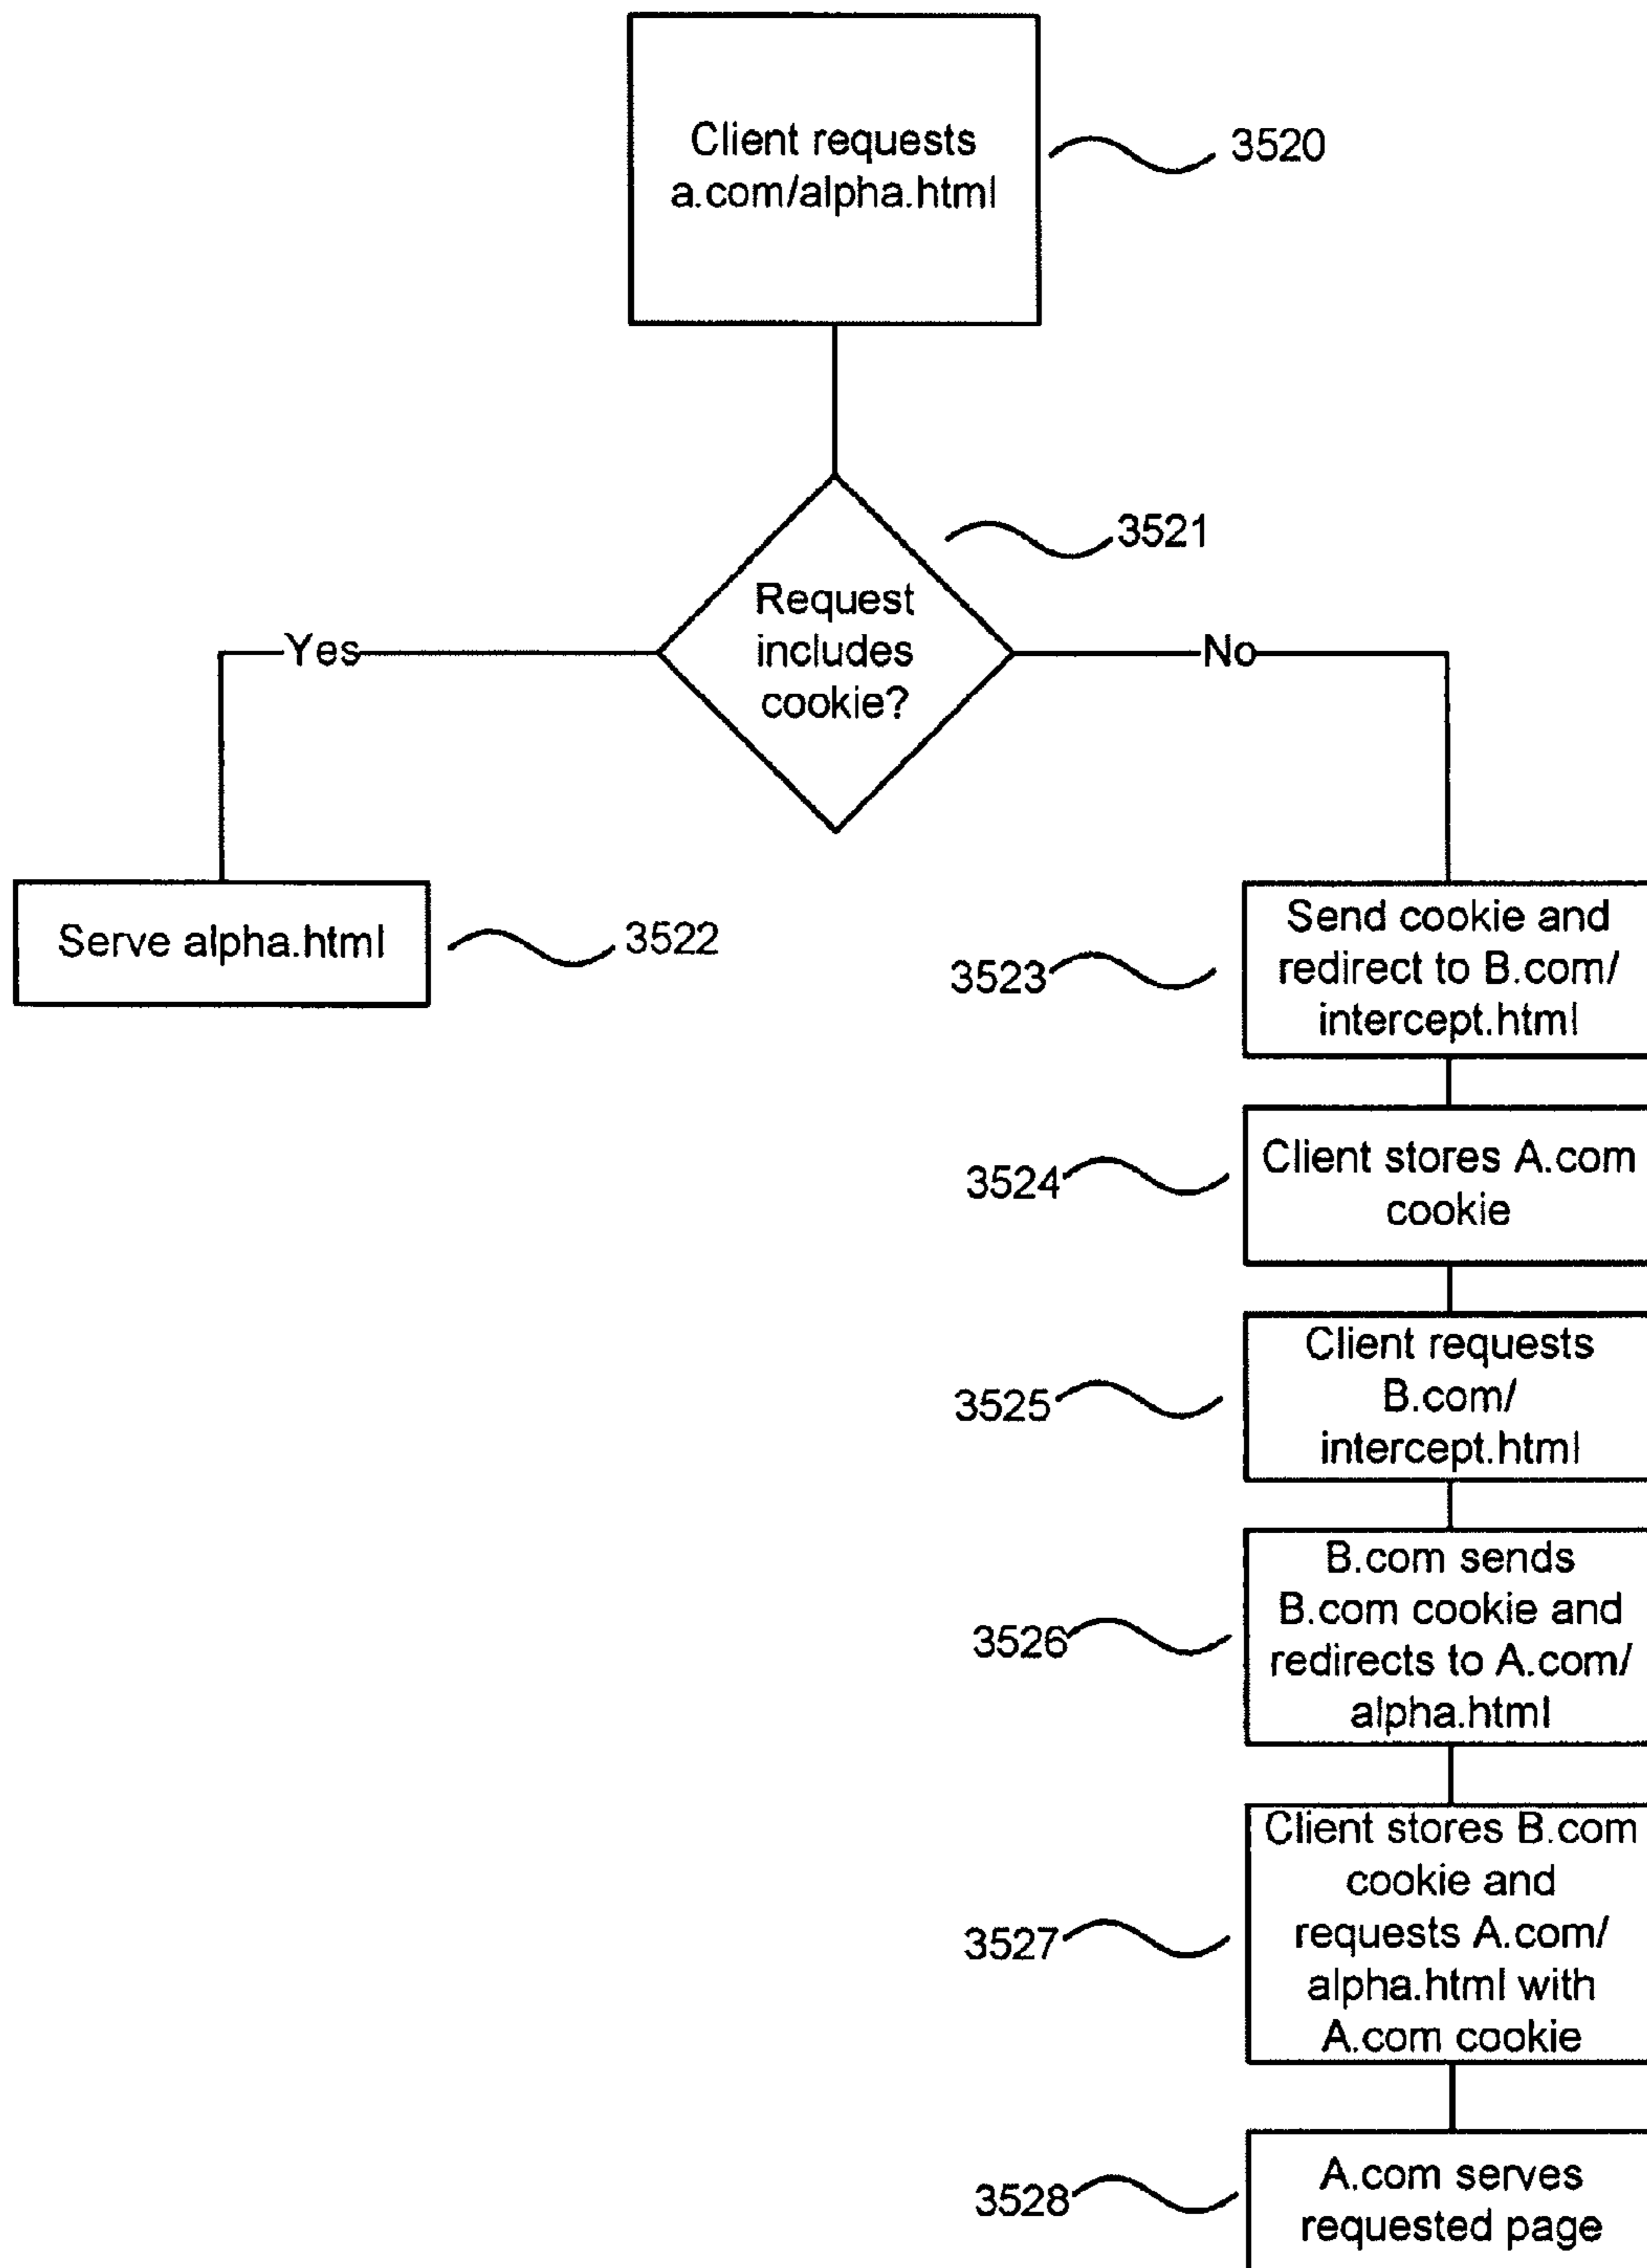 Client requests
a.com/alpha.html
3520
3521
Request
includes
cookie?
Yes
No
Serve alpha.html
3522
Send cookie and
redirect to B.com/
intercept.html
3523
Client stores A.com
cookie
3524
Client requests
B.com/
intercept.html
3525
B.com sends
B.com cookie and
redirects to A.com/
alpha.html
3526
Client stores B.com
cookie and
requests A.com/
alpha.html with
A.com cookie
3527
A.com serves
requested page
3528